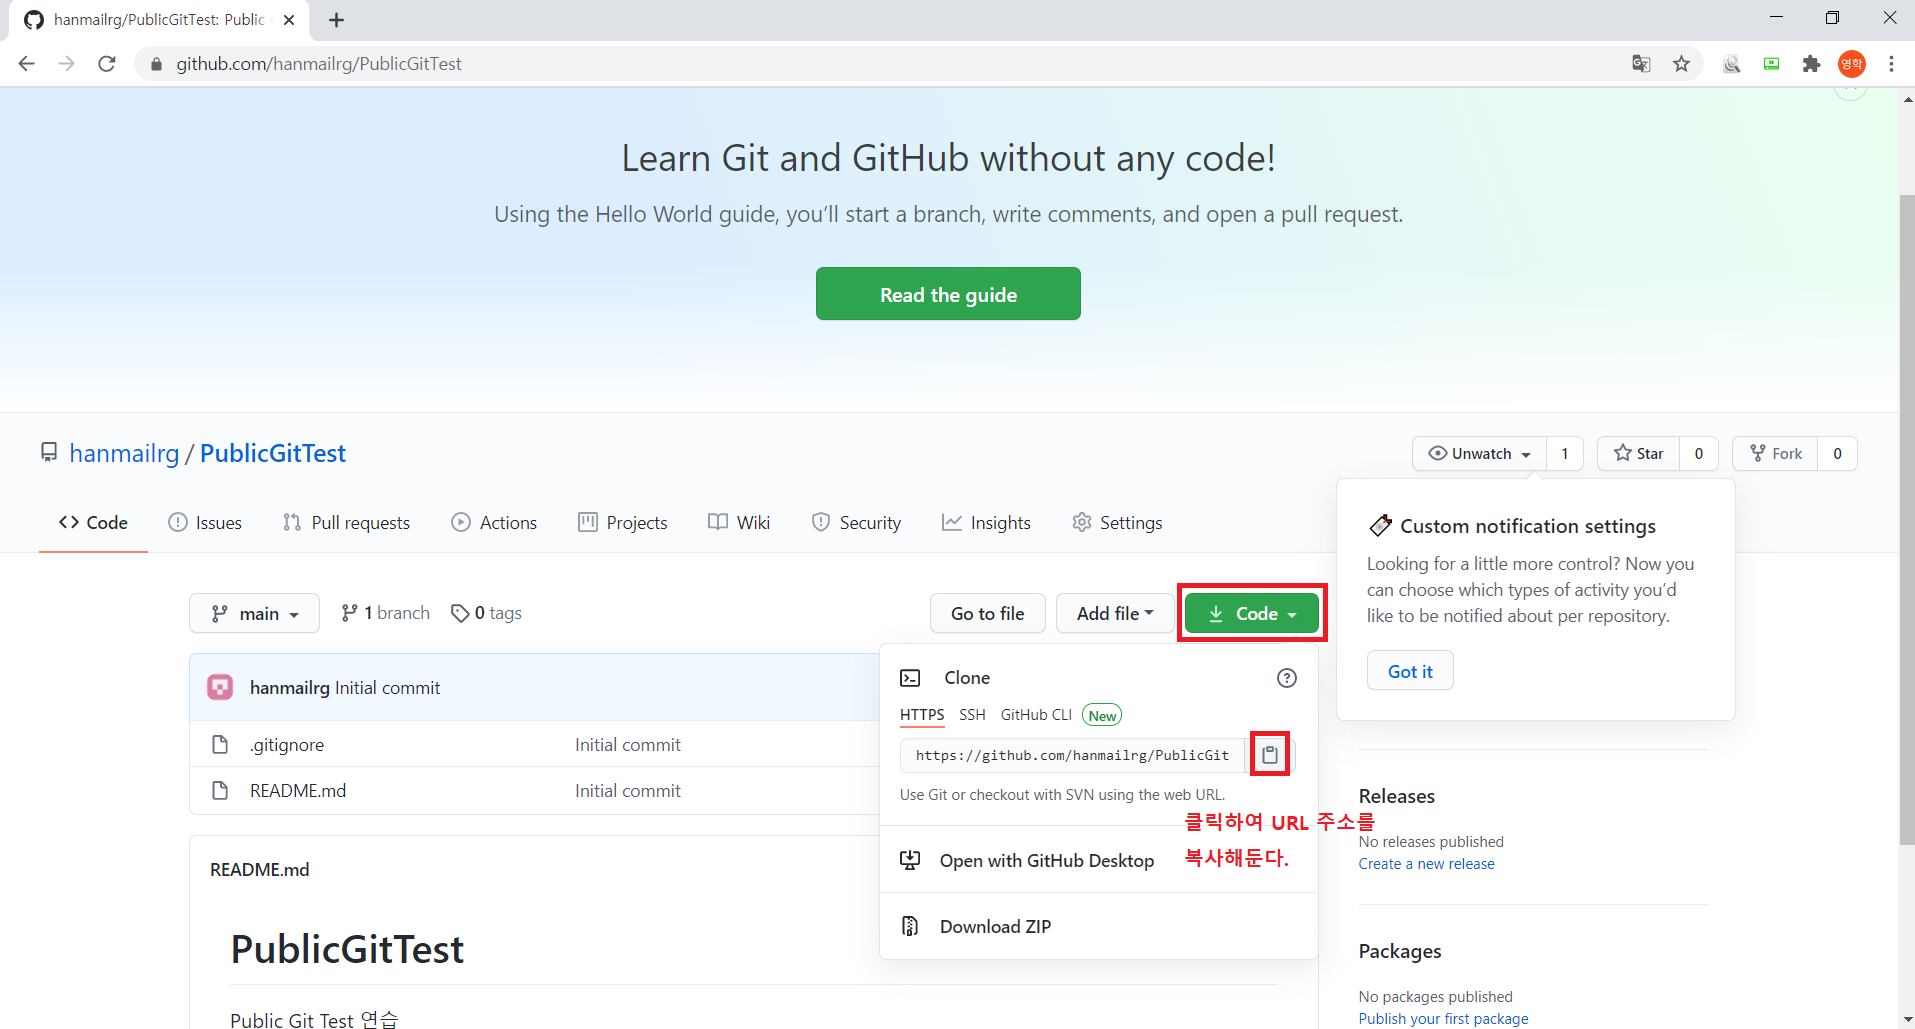 hanmailrg/PublicGitTest: Public
github.com/hanmailrg/PublicGitTest
영학
Learn Git and GitHub without any code!
Using the Hello World guide, you’ll start a branch, write comments, and open a pull request.
Read the guide
hanmailrg / PublicGitTest
Unwatch 1 Star 0 Fork 0
Code Issues Pull requests Actions Projects Wiki Security Insights Settings
Custom notification settings
Looking for a little more control? Now you
can choose which types of activity you’d
like to be notified about per repository.
Got it
main 1 branch 0 tags Go to file Add file Code
hanmailrg Initial commit
.gitignore Initial commit
README.md Initial commit
Clone
HTTPS SSH GitHub CLI New
https://github.com/hanmailrg/PublicGit
Use Git or checkout with SVN using the web URL.
클릭하여 URL 주소를
복사해둔다.
Open with GitHub Desktop
Download ZIP
README.md
PublicGitTest
Public Git Test 연습
Releases
No releases published
Create a new release
Packages
No packages published
Publish your first package